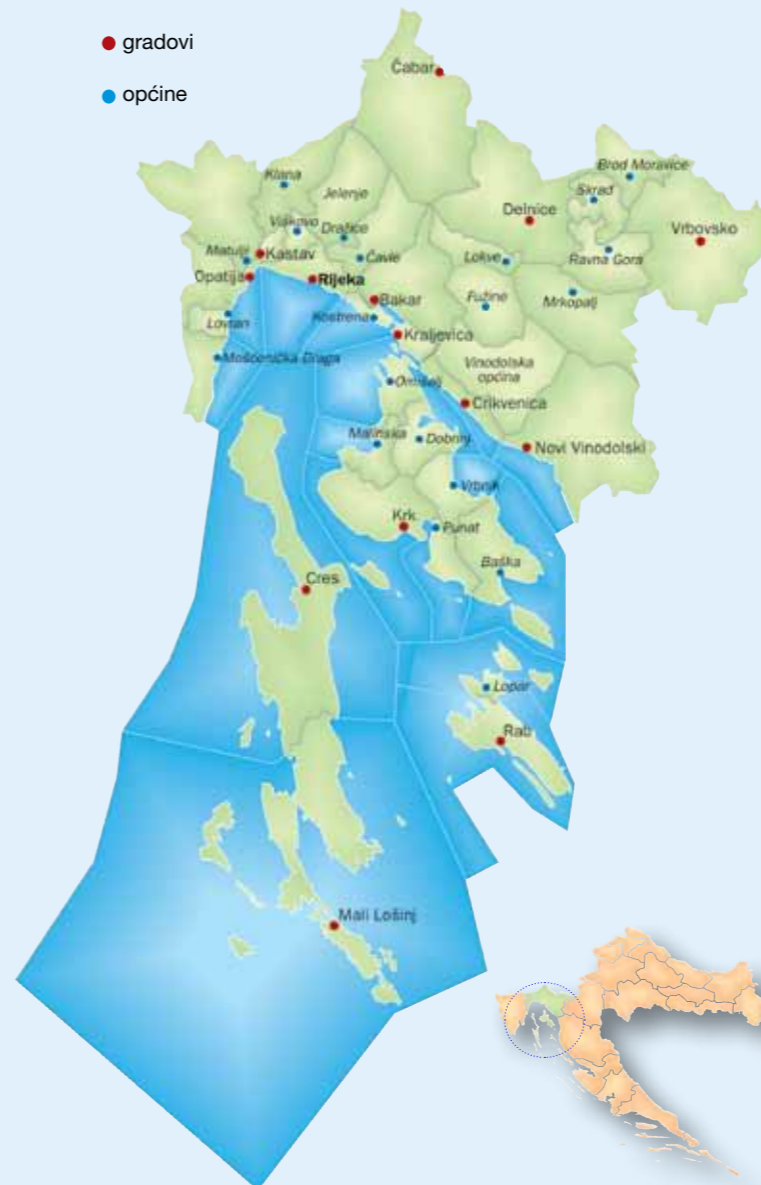 gradovi
općine
Čabar
Brod Moravice
Klana
Jelenje
Skrad
Delnice
Viškovo
Dražice
Vrbovsko
Kastav
Matulji
Čavle
Lokve
Ravna Gora
Opatija
Rijeka
Bakar
Fužine
Mrkopalj
Kostrena
Lovran
Kraljevica
Mošćenička Draga
Vinodolska
općina
Omišalj
Crikvenica
Malinska
Dobrinj
Novi Vinodolski
Vrbnik
Krk
Punat
Baška
Cres
Lopar
Rab
Mali Lošinj